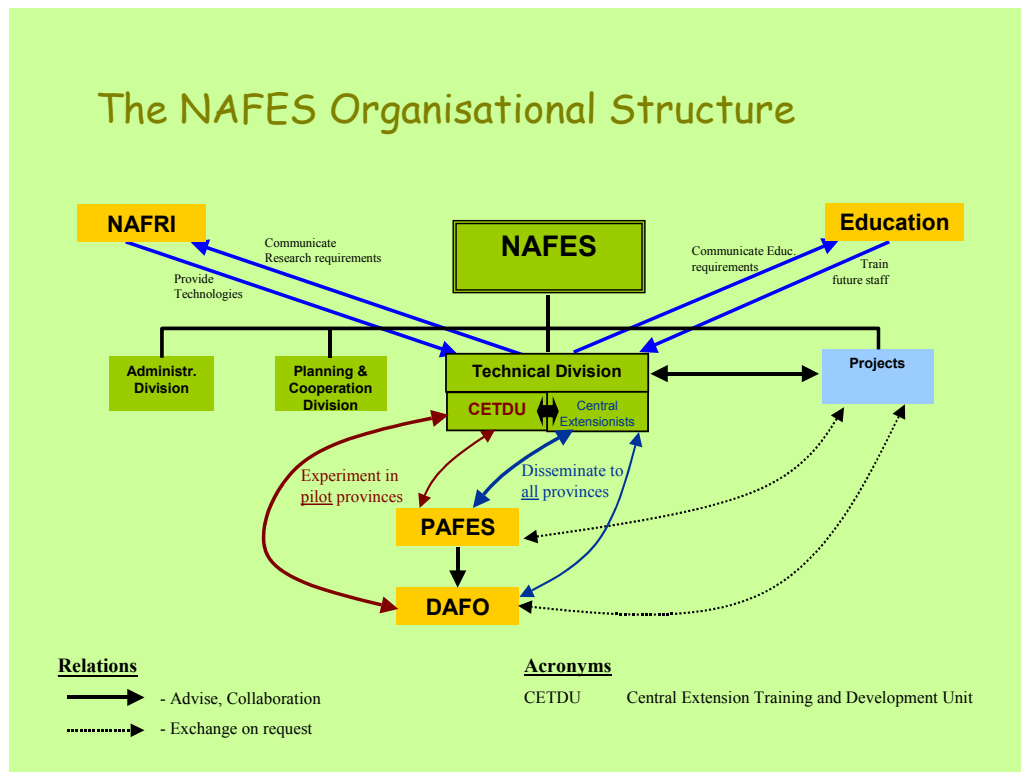 The NAFES Organisational Structure
NAFRI
NAFES
Education
Communicate
Research requirements
Communicate Educ.
requirements
Provide
Technologies
Train
future staff
Administr.
Division
Planning &
Cooperation
Division
Technical Division
Projects
CETDU
Central
Extensionists
Experiment in
pilot provinces
Disseminate to
all provinces
PAFES
DAFO
Relations
- Advise, Collaboration
- Exchange on request
Acronyms
CETDU Central Extension Training and Development Unit